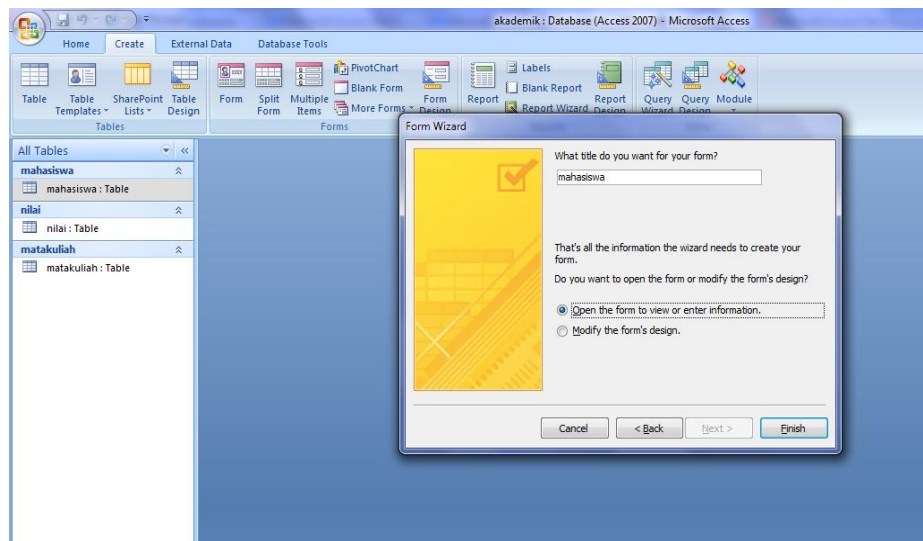 akademik : Database (Access 2007) - Microsoft Access
Home Create External Data Database Tools
Table
Table Templates
SharePoint Lists
Table Design
Tables
Form
Split Form
Multiple Items
PivotChart
Blank Form
More Forms
Form Design
Forms
Report
Labels
Blank Report
Report Wizard
Report Design
Query Wizard
Query Design
Module
All Tables
mahasiswa
mahasiswa : Table
nilai
nilai : Table
matakuliah
matakuliah : Table
Form Wizard
What title do you want for your form?
mahasiswa
That's all the information the wizard needs to create your
form.
Do you want to open the form or modify the form's design?
Open the form to view or enter information.
Modify the form's design.
Cancel < Back Next > Finish